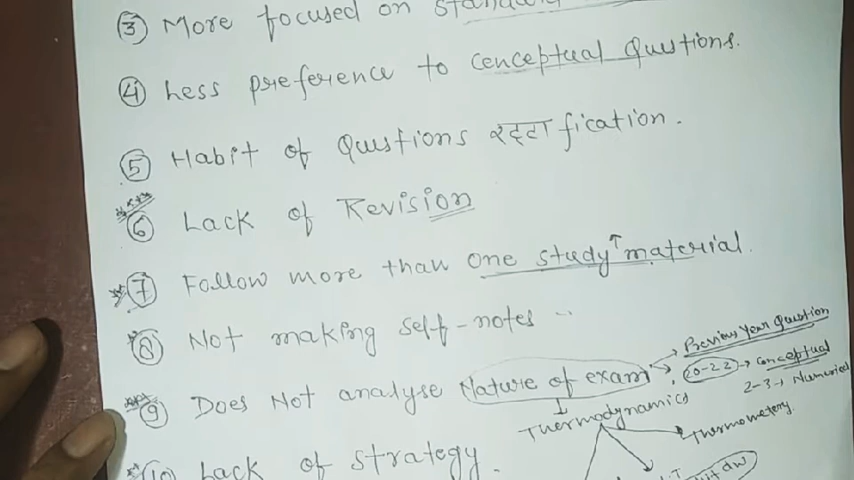 ③ More focused on
④ Less preference to Conceptual Questions.
⑤ Habit of Questions रट्टा fication.
⑥ Lack of Revision
⑦ Follow more than one study material.
⑧ Not making self-notes
⑨ Does Not analyse Nature of exam
Previous Year Question
20-22 → Conceptual
2-3 → Numerical
Thermodynamics
Thermometery
⑩ Lack of strategy.